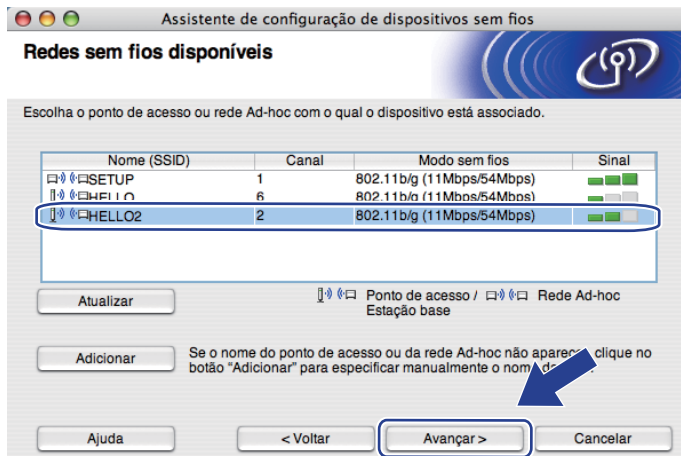 Assistente de configuração de dispositivos sem fios
Redes sem fios disponíveis
Escolha o ponto de acesso ou rede Ad-hoc com o qual o dispositivo está associado.
Nome (SSID) Canal Modo sem fios Sinal
SETUP 1 802.11b/g (11Mbps/54Mbps)
HELLO 6 802.11b/g (11Mbps/54Mbps)
HELLO2 2 802.11b/g (11Mbps/54Mbps)
Atualizar
Ponto de acesso / Rede Ad-hoc
Estação base
Adicionar
Se o nome do ponto de acesso ou da rede Ad-hoc não aparecer, clique no
botão "Adicionar" para especificar manualmente o nome
Ajuda < Voltar Avançar > Cancelar